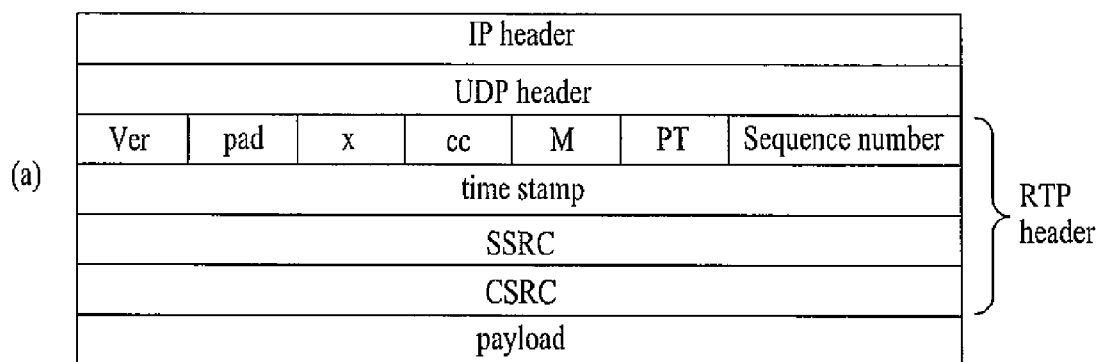 IP header
UDP header
Ver pad x cc M PT Sequence number
(a)
time stamp
RTP
header
SSRC
CSRC
payload